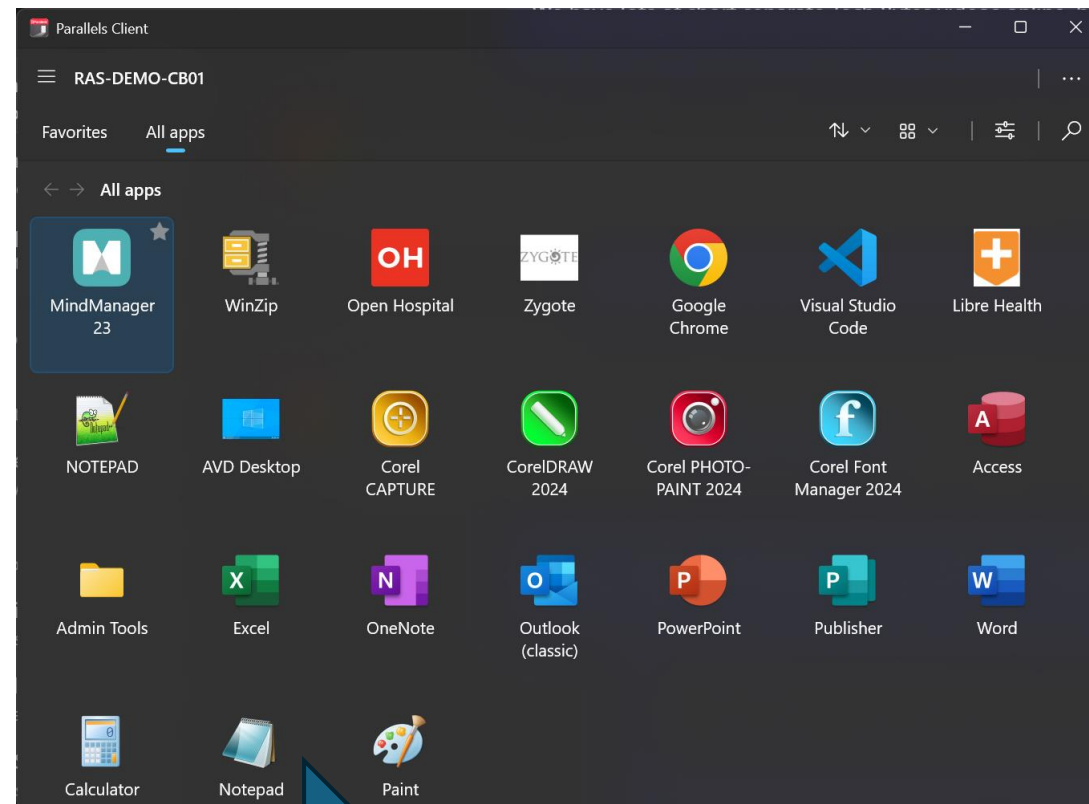 Parallels Client
RAS-DEMO-CB01
Favorites All apps
All apps
MindManager
23
WinZip
OH
Open Hospital
ZYGOTE
Zygote
Google
Chrome
Visual Studio
Code
Libre Health
NOTEPAD
AVD Desktop
Corel
CAPTURE
CorelDRAW
2024
Corel PHOTO-
PAINT 2024
f
Corel Font
Manager 2024
A
Access
Admin Tools
X
Excel
N
OneNote
O
Outlook
(classic)
P
PowerPoint
P
Publisher
W
Word
0
Calculator
Notepad
Paint